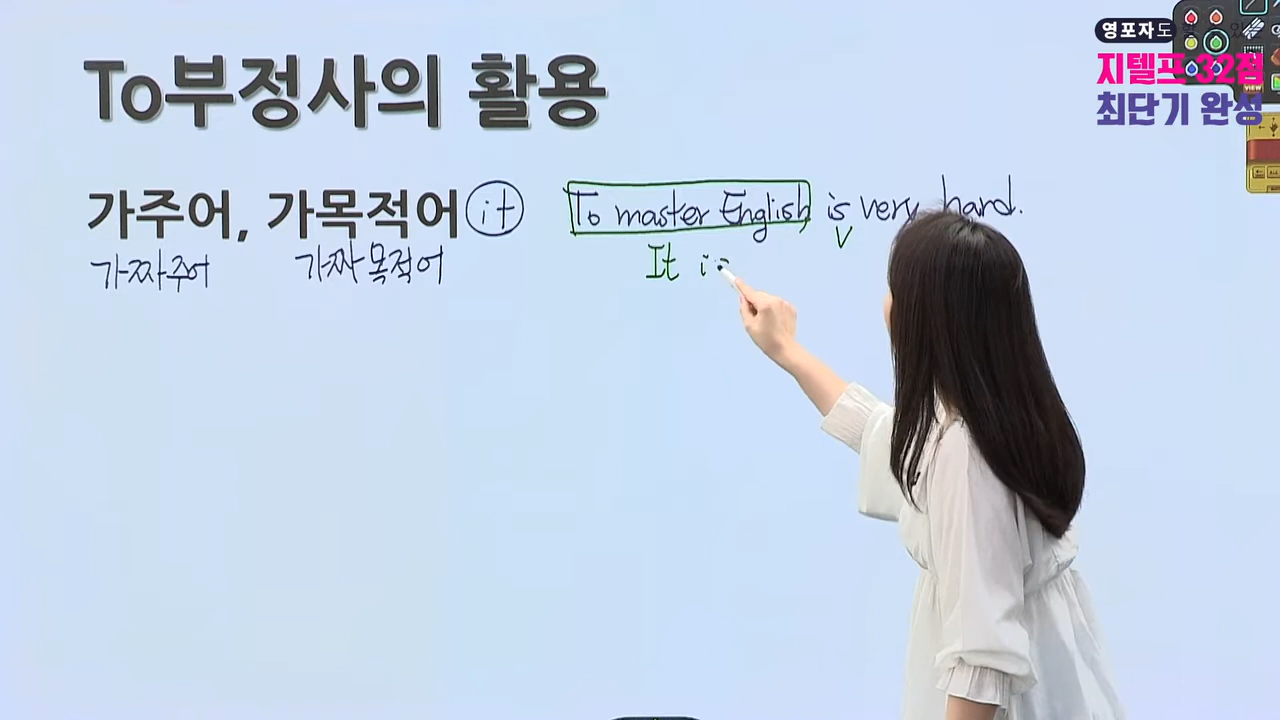 영포자도
지텔프 32점
최단기 완성
To부정사의 활용
가주어, 가목적어 it
To master English is very hard.
가짜주어 가짜 목적어
V
It is
VIEW